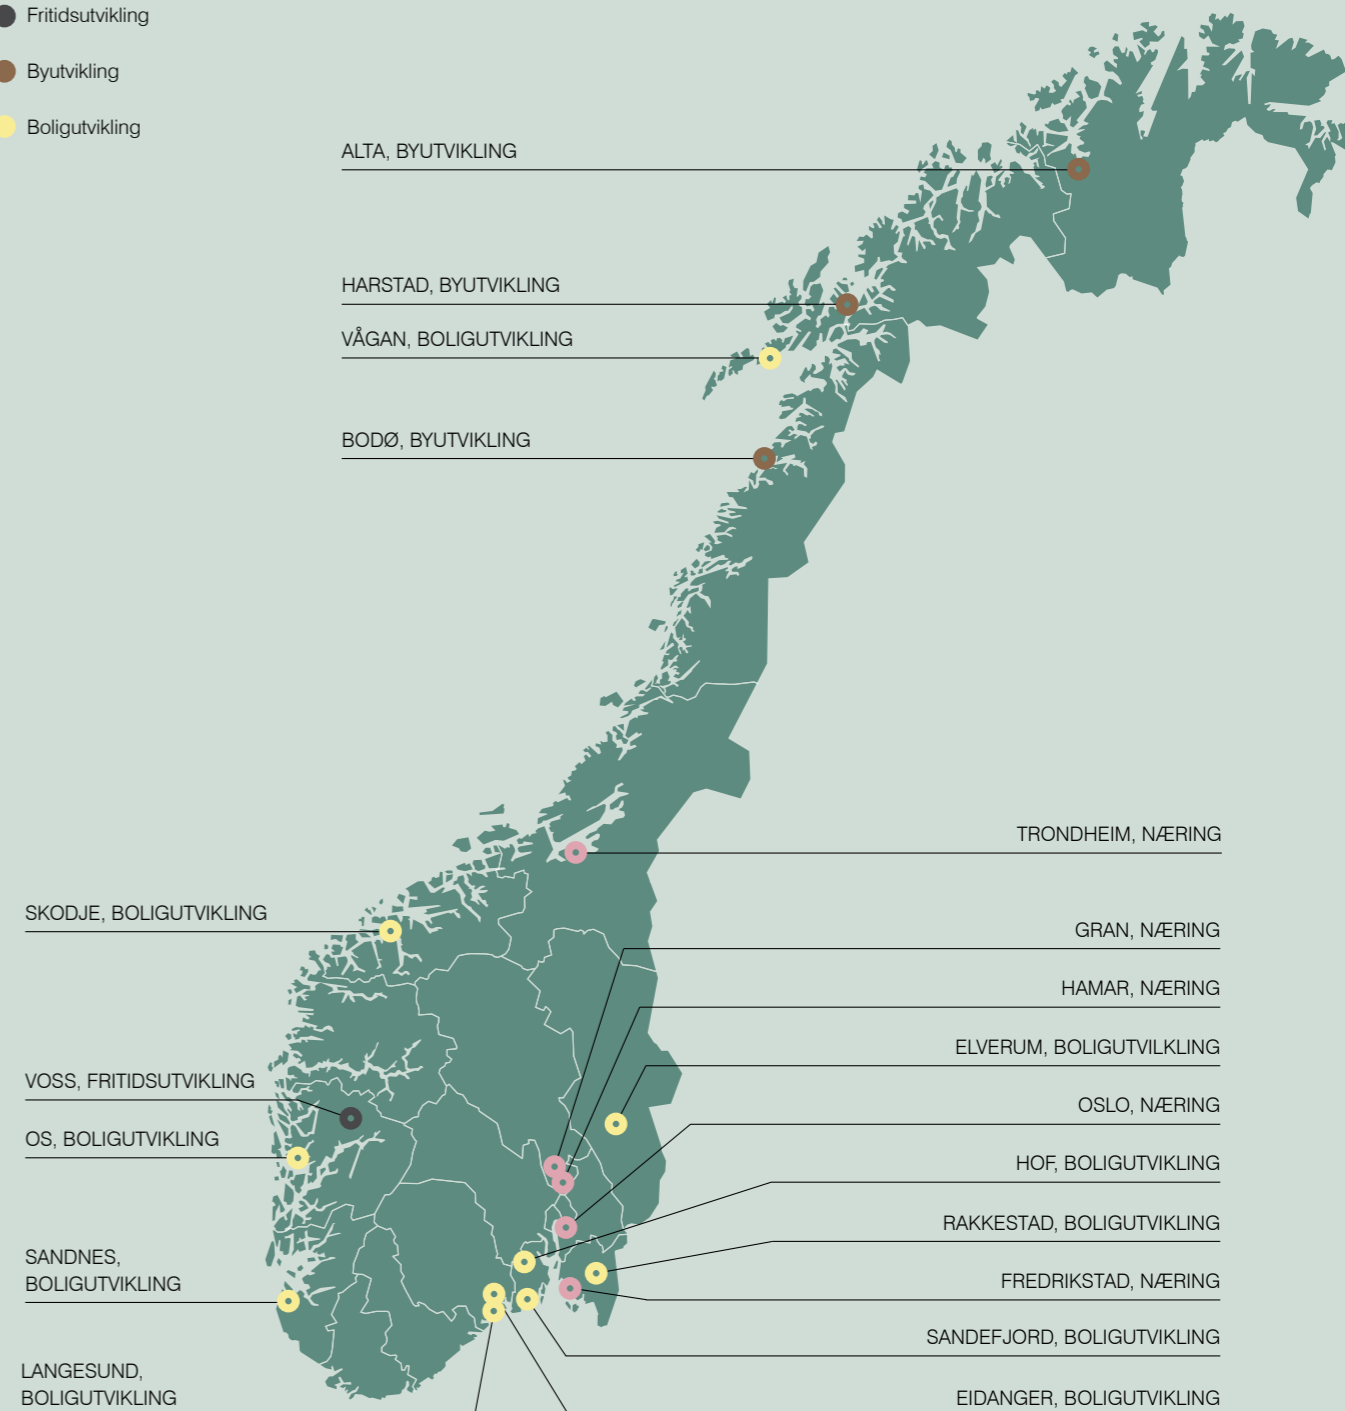 Fritidsutvikling
Byutvikling
Boligutvikling
ALTA, BYUTVIKLING
HARSTAD, BYUTVIKLING
VÅGAN, BOLIGUTVIKLING
BODØ, BYUTVIKLING
TRONDHEIM, NÆRING
SKODJE, BOLIGUTVIKLING
GRAN, NÆRING
HAMAR, NÆRING
ELVERUM, BOLIGUTVILKLING
VOSS, FRITIDSUTVIKLING
OSLO, NÆRING
OS, BOLIGUTVIKLING
HOF, BOLIGUTVIKLING
RAKKESTAD, BOLIGUTVIKLING
SANDNES,
BOLIGUTVIKLING
FREDRIKSTAD, NÆRING
SANDEFJORD, BOLIGUTVIKLING
LANGESUND,
BOLIGUTVIKLING
EIDANGER, BOLIGUTVIKLING